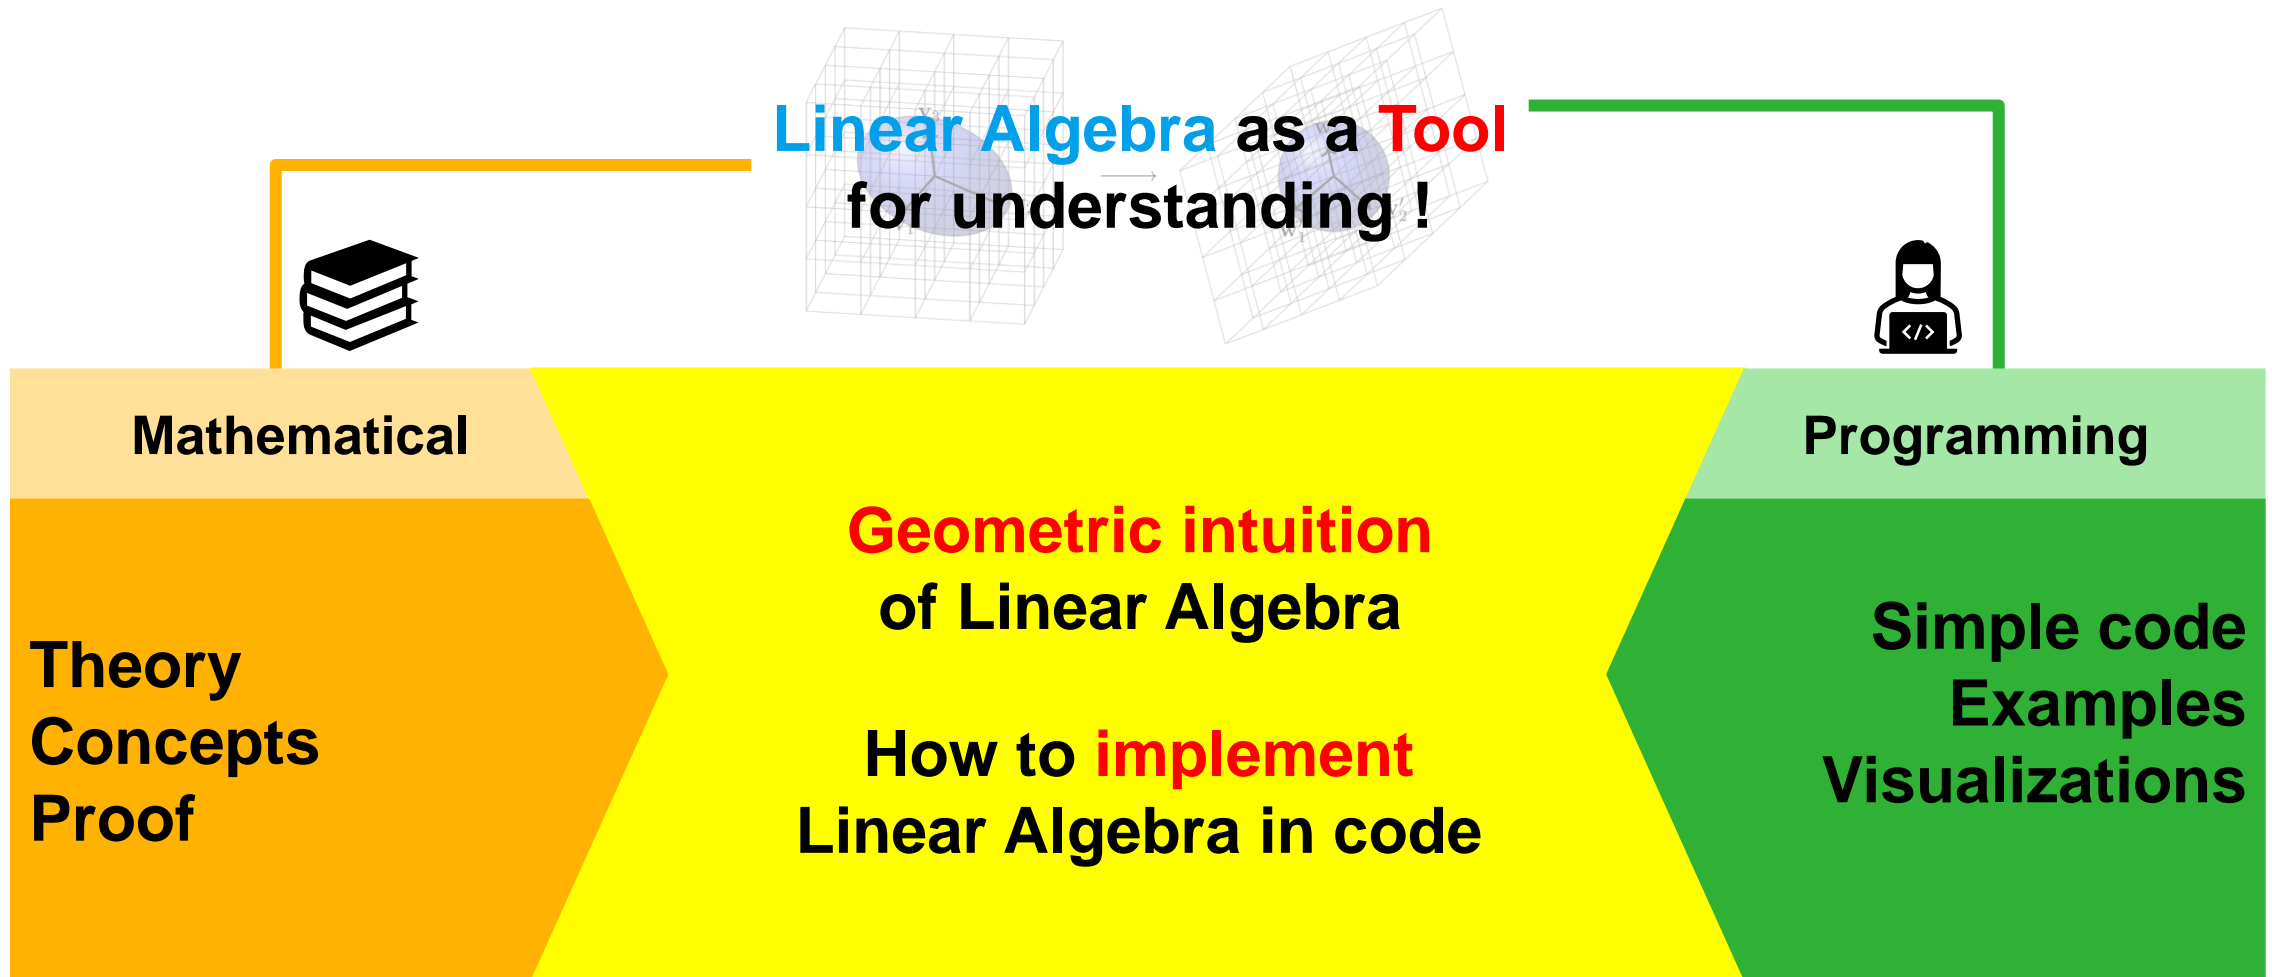 Linear Algebra as a Tool
for understanding !
Mathematical
Theory
Concepts
Proof
Geometric intuition
of Linear Algebra
How to implement
Linear Algebra in code
Programming
</>
Simple code
Examples
Visualizations